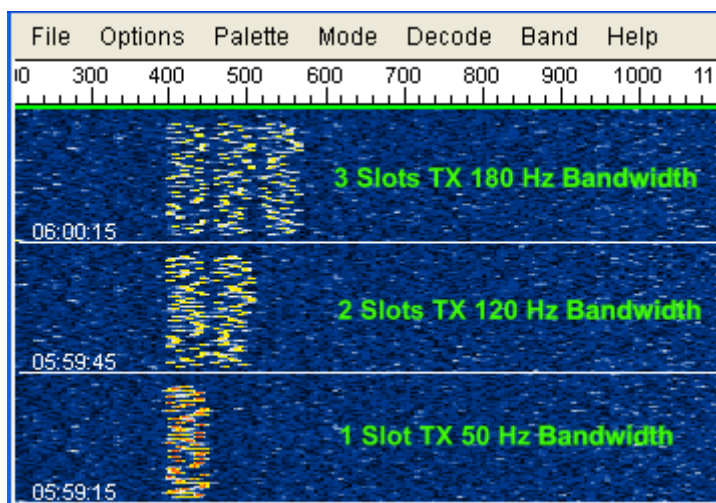 File Options Palette Mode Decode Band Help
00 300 400 500 600 700 800 900 1000 11
3 Slots TX 180 Hz Bandwidth
06:00:15
2 Slots TX 120 Hz Bandwidth
05:59:45
1 Slot TX 50 Hz Bandwidth
05:59:15